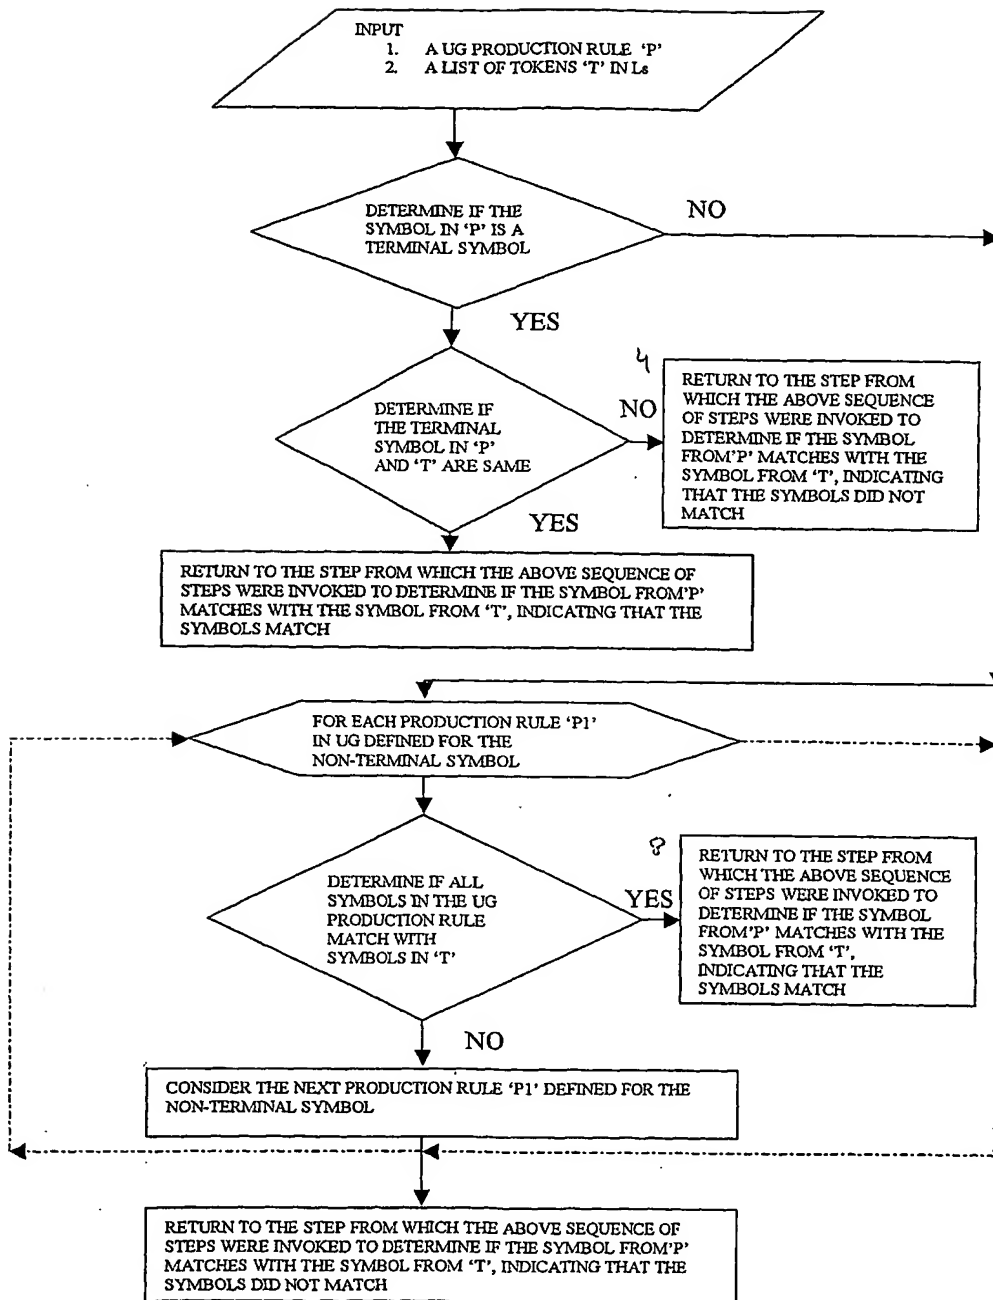 INPUT
1. A UG PRODUCTION RULE ‘P’
2. A LIST OF TOKENS ‘T’ IN Ls
DETERMINE IF THE
SYMBOL IN ‘P’ IS A
TERMINAL SYMBOL
NO
YES
DETERMINE IF
THE TERMINAL
SYMBOL IN ‘P’
AND ‘T’ ARE SAME
NO
4
RETURN TO THE STEP FROM
WHICH THE ABOVE SEQUENCE
OF STEPS WERE INVOKED TO
DETERMINE IF THE SYMBOL
FROM’P’ MATCHES WITH THE
SYMBOL FROM ‘T’, INDICATING
THAT THE SYMBOLS DID NOT
MATCH
YES
RETURN TO THE STEP FROM WHICH THE ABOVE SEQUENCE OF
STEPS WERE INVOKED TO DETERMINE IF THE SYMBOL FROM’P’
MATCHES WITH THE SYMBOL FROM ‘T’, INDICATING THAT THE
SYMBOLS MATCH
FOR EACH PRODUCTION RULE ‘P1’
IN UG DEFINED FOR THE
NON-TERMINAL SYMBOL
DETERMINE IF ALL
SYMBOLS IN THE UG
PRODUCTION RULE
MATCH WITH
SYMBOLS IN ‘T’
YES
8
RETURN TO THE STEP FROM
WHICH THE ABOVE SEQUENCE
OF STEPS WERE INVOKED TO
DETERMINE IF THE SYMBOL
FROM’P’ MATCHES WITH THE
SYMBOL FROM ‘T’,
INDICATING THAT THE
SYMBOLS MATCH
NO
CONSIDER THE NEXT PRODUCTION RULE ‘P1’ DEFINED FOR THE
NON-TERMINAL SYMBOL
RETURN TO THE STEP FROM WHICH THE ABOVE SEQUENCE OF
STEPS WERE INVOKED TO DETERMINE IF THE SYMBOL FROM’P’
MATCHES WITH THE SYMBOL FROM ‘T’, INDICATING THAT THE
SYMBOLS DID NOT MATCH